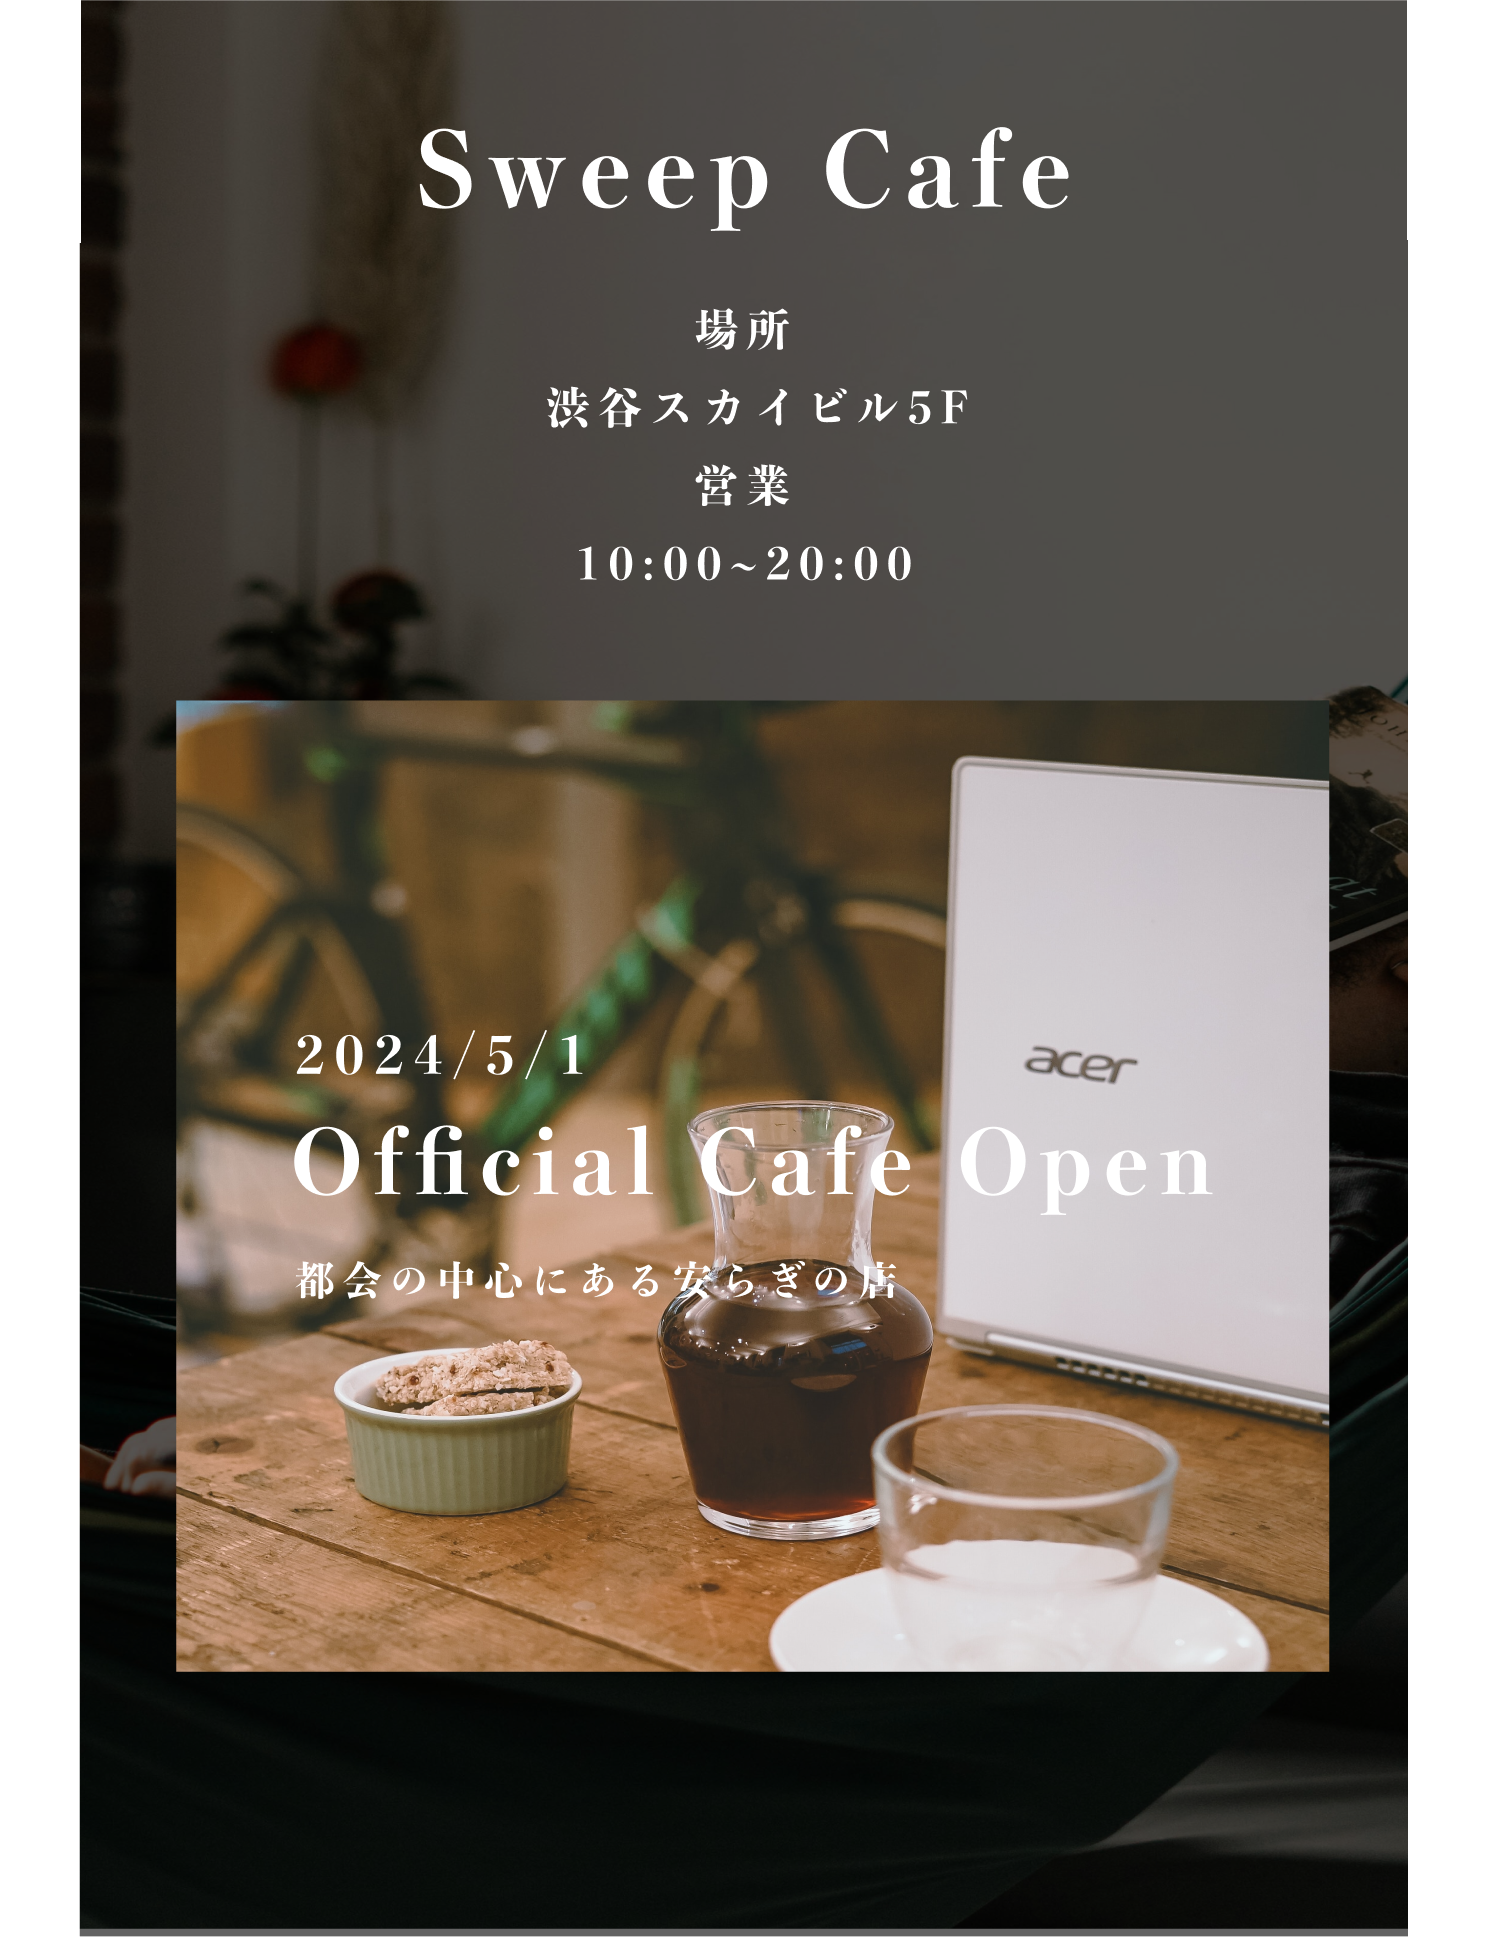 Sweep Cafe
場所
渋谷スカイビル5F
営業
10:00~20:00
acer
2024/5/1
Official Cafe Open
都会の中心にある安らぎの店